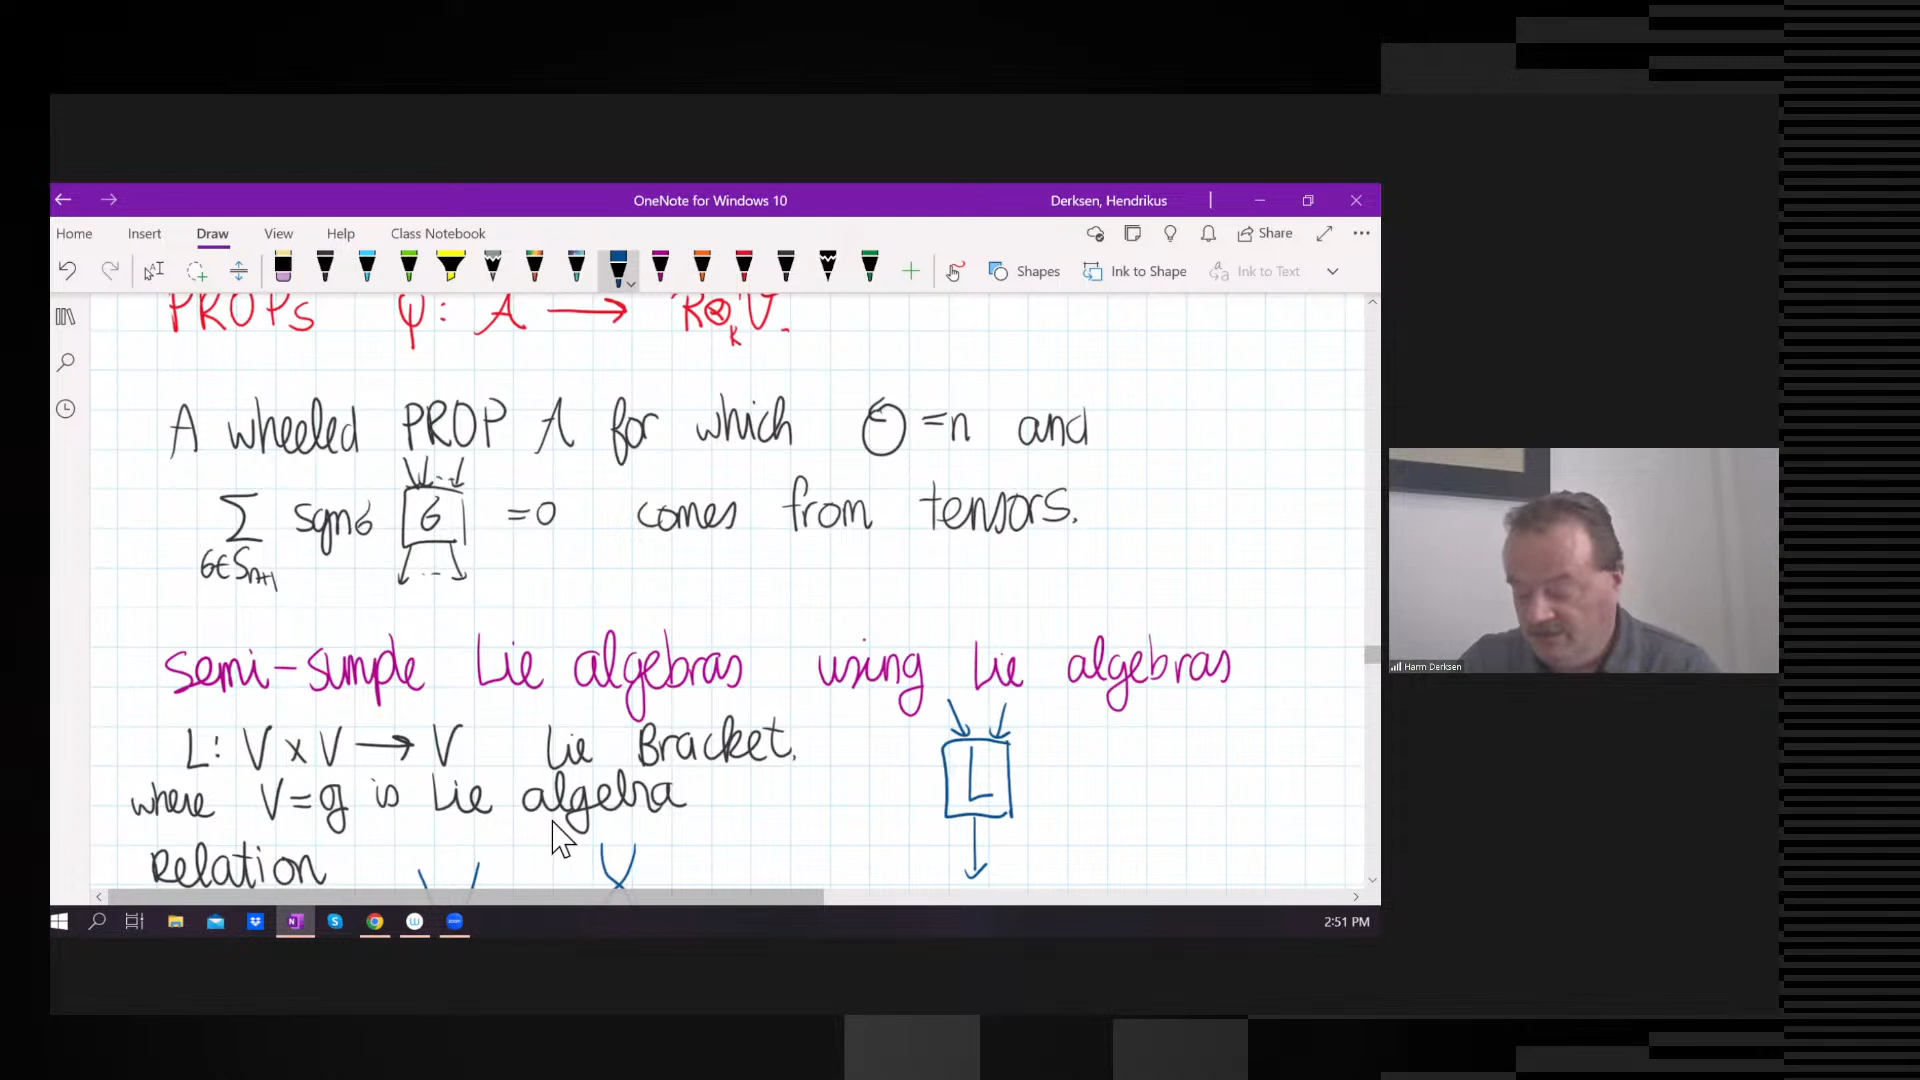 OneNote for Windows 10
Derksen, Hendrikus
Home Insert Draw View Help Class Notebook
Share
Shapes Ink to Shape Ink to Text
PROPs ψ: A → R⊗ₖV.
A wheeled PROP A for which ↻ = n and
∑ sgn σ σ = 0 comes from tensors.
σ∈Sₙ₊₁
semi-simple Lie algebras using Lie algebras
L: V × V → V Lie Bracket.
where V = g is Lie algebra
L
Relation
Harm Derksen
2:51 PM